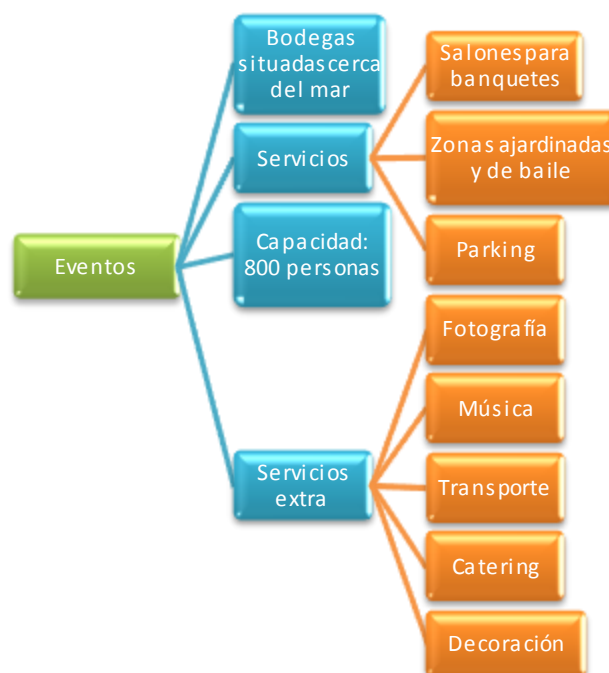 Eventos
Bodegas
situadas cerca
del mar
Servicios
Salones para
banquetes
Zonas ajardinadas
y de baile
Parking
Capacidad:
800 personas
Servicios
extra
Fotografía
Música
Transporte
Catering
Decoración